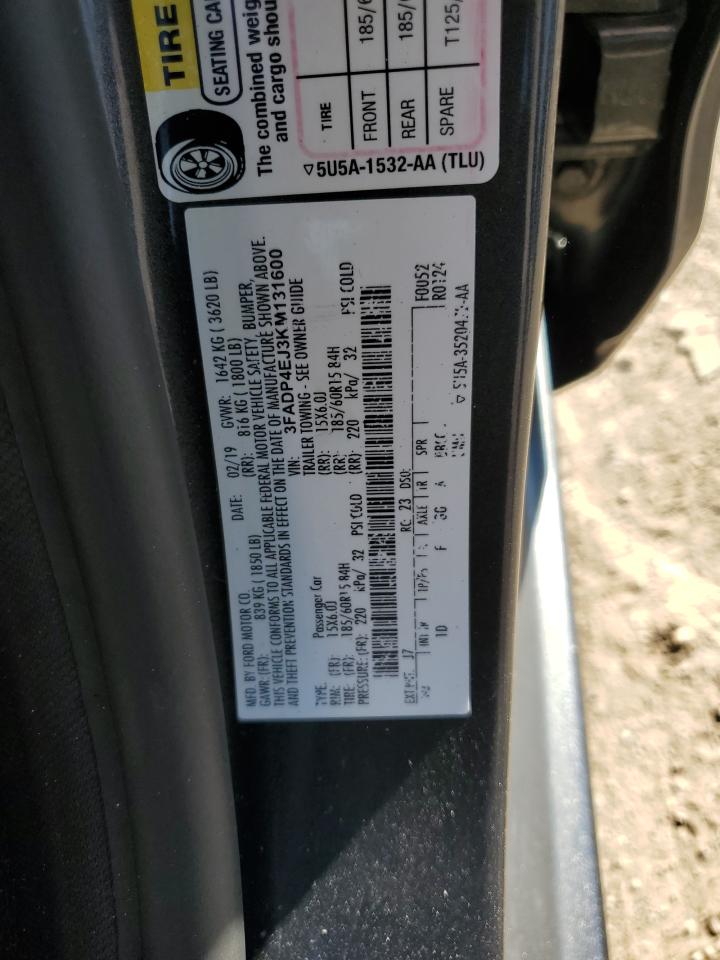 TIRE
SEATING CA
The combined weig
and cargo shou
TIRE
FRONT 185/6
REAR 185/
SPARE T125
5U5A-1532-AA (TLU)
MFD. BY FORD MOTOR CO.
DATE: 02/19 GVWR: 1642 KG ( 3620 LB)
GAWR: (FR): 839 KG ( 1850 LB) (RR): 816 KG ( 1800 LB)
THIS VEHICLE CONFORMS TO ALL APPLICABLE FEDERAL MOTOR VEHICLE SAFETY, BUMPER,
AND THEFT PREVENTION STANDARDS IN EFFECT ON THE DATE OF MANUFACTURE SHOWN ABOVE.
VIN: 3FADP4EJ3KM131600
TYPE: Passenger Car TRAILER TOWING - SEE OWNER GUIDE
RIM: (FR): 15X6.0J (RR): 15X6.0J
TIRE: (FR): 185/60R15 84H (RR): 185/60R15 84H
PRESSURE: (FR): 220 kPa/ 32 PSI COLD (RR): 220 kPa/ 32 PSI COLD
F0U52
RC: 23 DSO: R0124
EXT J7
AXLE TR SPR
1D F